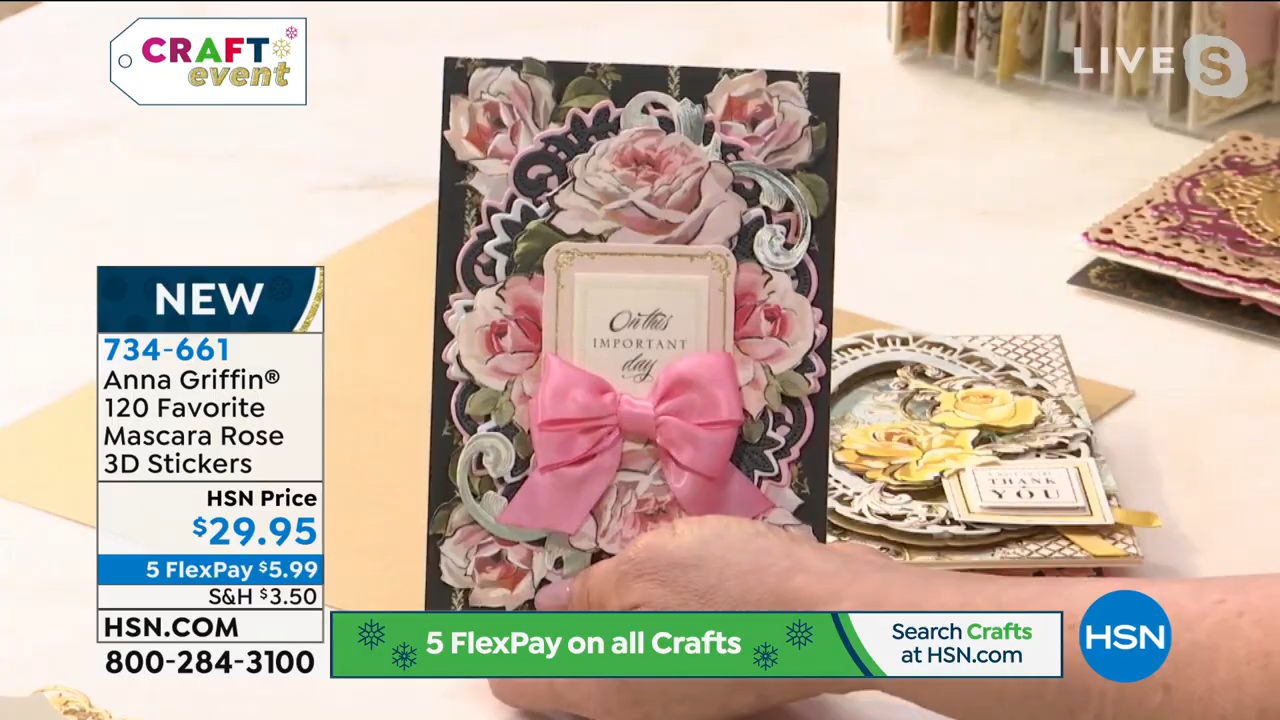 CRAFT
event
LIVE S
On this
IMPORTANT
day
THANK
YOU
NEW
734-661
Anna Griffin®
120 Favorite
Mascara Rose
3D Stickers
HSN Price
$29.95
5 FlexPay $5.99
S&H $3.50
HSN.COM
800-284-3100
5 FlexPay on all Crafts
Search Crafts
at HSN.com
HSN